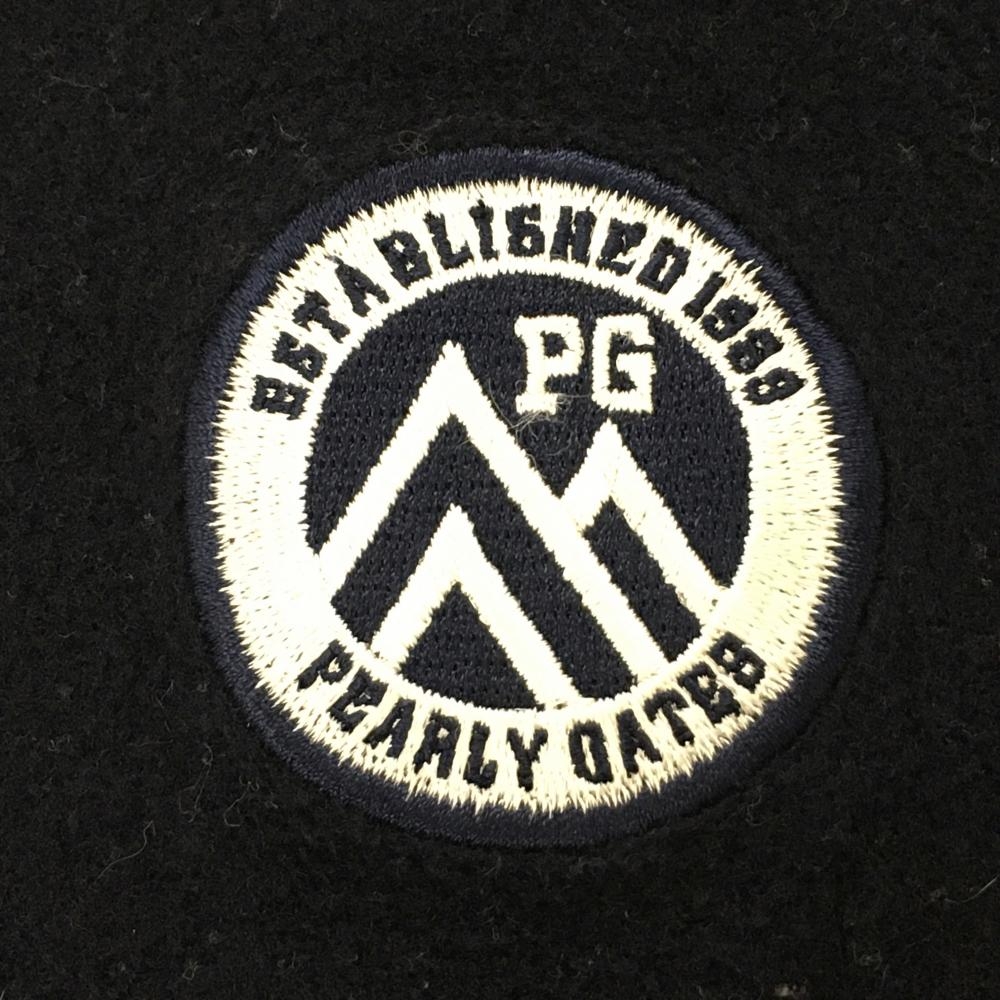 ESTABLISHED 1989
PG
PEARLY GATES